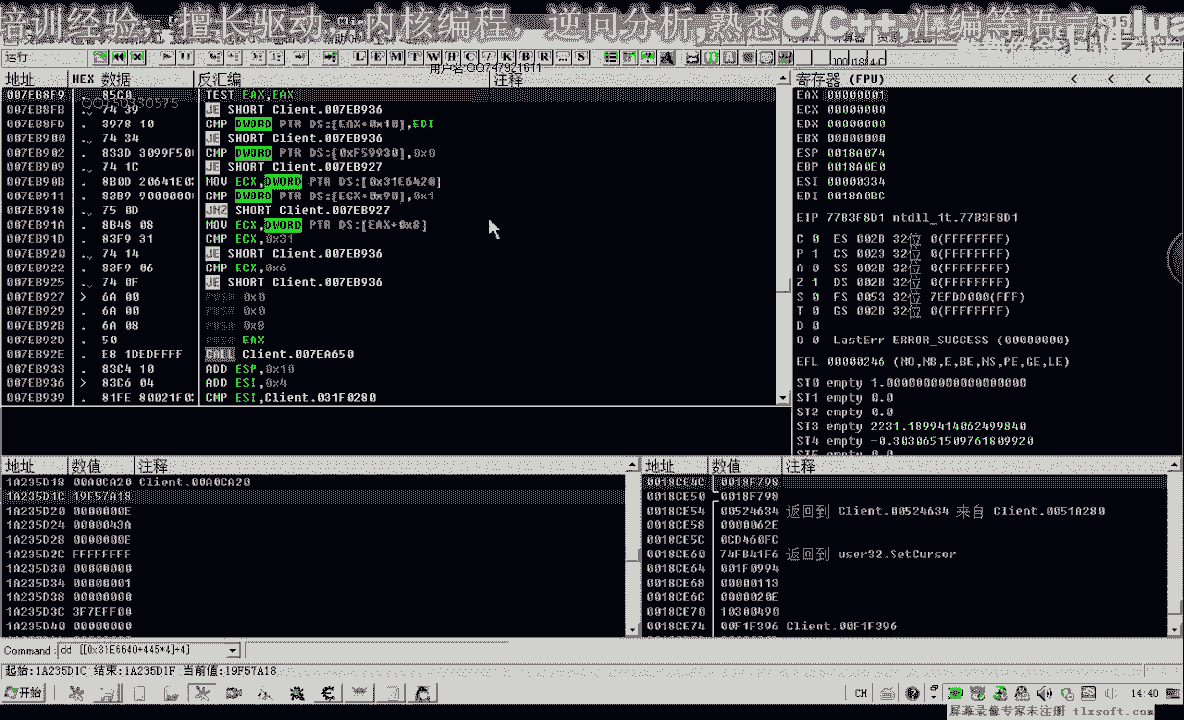 培训经验，擅长驱动，内核编程，逆向分析,熟悉C/C++,汇编等语言,lua
运行
L E M T W H C / K B R ... S
用户名:QQ747921611
地址 HEX 数据 反汇编 注释
007EB8F9 . 85C0 TEST EAX,EAX
. 74 39 JE SHORT Client.007EB936
007EB8FD . 3978 10 CMP DWORD PTR DS:[EAX+0x10],EDI
007EB900 . 74 34 JE SHORT Client.007EB936
007EB902 . 833D 3099F50 CMP DWORD PTR DS:[0xF59930],0x0
007EB909 . 74 1C JE SHORT Client.007EB927
007EB90B . 8B0D 20641E0 MOV ECX,DWORD PTR DS:[0x31E6420]
007EB911 . 83B9 9000000 CMP DWORD PTR DS:[ECX+0x90],0x1
007EB918 . 75 0D JNZ SHORT Client.007EB927
007EB91A . 8B48 08 MOV ECX,DWORD PTR DS:[EAX+0x8]
007EB91D . 83F9 31 CMP ECX,0x31
007EB920 . 74 14 JE SHORT Client.007EB936
007EB922 . 83F9 06 CMP ECX,0x6
007EB925 . 74 0F JE SHORT Client.007EB936
007EB927 > 6A 00 PUSH 0x0
007EB929 . 6A 00 PUSH 0x0
007EB92B . 6A 08 PUSH 0x8
007EB92D . 50 PUSH EAX
007EB92E . E8 1DEDFFFF CALL Client.007EA650
007EB933 . 83C4 10 ADD ESP,0x10
007EB936 > 83C6 04 ADD ESI,0x4
007EB939 . 81FE 80021F0 CMP ESI,Client.031F0280
寄存器 (FPU) < < <
EAX 00000001
ECX 00000000
EDX 00000000
EBX 00000000
ESP 0018A074
EBP 0018A0E0
ESI 00000334
EDI 0018A0BC
EIP 77B3F8D1 ntdll_1t.77B3F8D1
C 0 ES 002B 32位 0(FFFFFFFF)
P 1 CS 0023 32位 0(FFFFFFFF)
A 0 SS 002B 32位 0(FFFFFFFF)
Z 1 DS 002B 32位 0(FFFFFFFF)
S 0 FS 0053 32位 7EFDD000(FFF)
T 0 GS 002B 32位 0(FFFFFFFF)
D 0
O 0 LastErr ERROR_SUCCESS (00000000)
EFL 00000246 (NO,NB,E,BE,NS,PE,GE,LE)
ST0 empty 1.0000000000000000000
ST1 empty 0.0
ST2 empty 0.0
ST3 empty 2231.1899414062499840
ST4 empty -0.3030651509761809920
ST5 empty 0.0
地址 数值 注释
1A235D18 00A0CA20 Client.00A0CA20
1A235D1C 19F57A18
1A235D20 0000000E
1A235D24 0000043A
1A235D28 0000000E
1A235D2C FFFFFFFF
1A235D30 00000000
1A235D34 00000001
1A235D38 00000000
1A235D3C 3F7EFF00
1A235D40 00000000
地址 数值 注释
0018CE4C 0018F798
0018CE50 0018F798
0018CE54 00524634 返回到 Client.00524634 来自 Client.0051A280
0018CE58 0000062E
0018CE5C 0CD460FC
0018CE60 74FB41F6 返回到 user32.SetCursor
0018CE64 001F0994
0018CE68 00000113
0018CE6C 0000020E
0018CE70 10300490
0018CE74 00F1F396 Client.00F1F396
Command: dd [[0x31E6640+445*4]+4]
起始:1A235D1C 结束:1A235D1F 当前值:19F57A18
开始
CH
14:40
屏幕录像专家未注册 tlxsoft.com